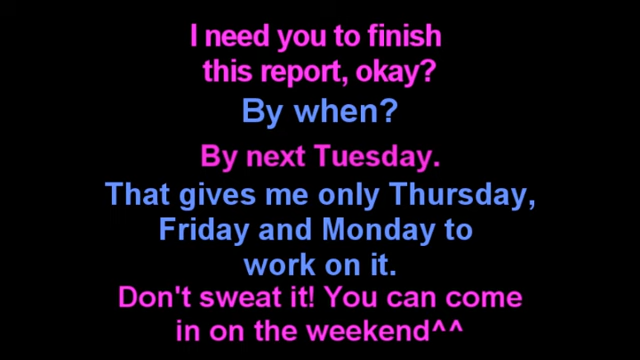 I need you to finish
this report, okay?
By when?
By next Tuesday.
That gives me only Thursday,
Friday and Monday to
work on it.
Don't sweat it! You can come
in on the weekend^^